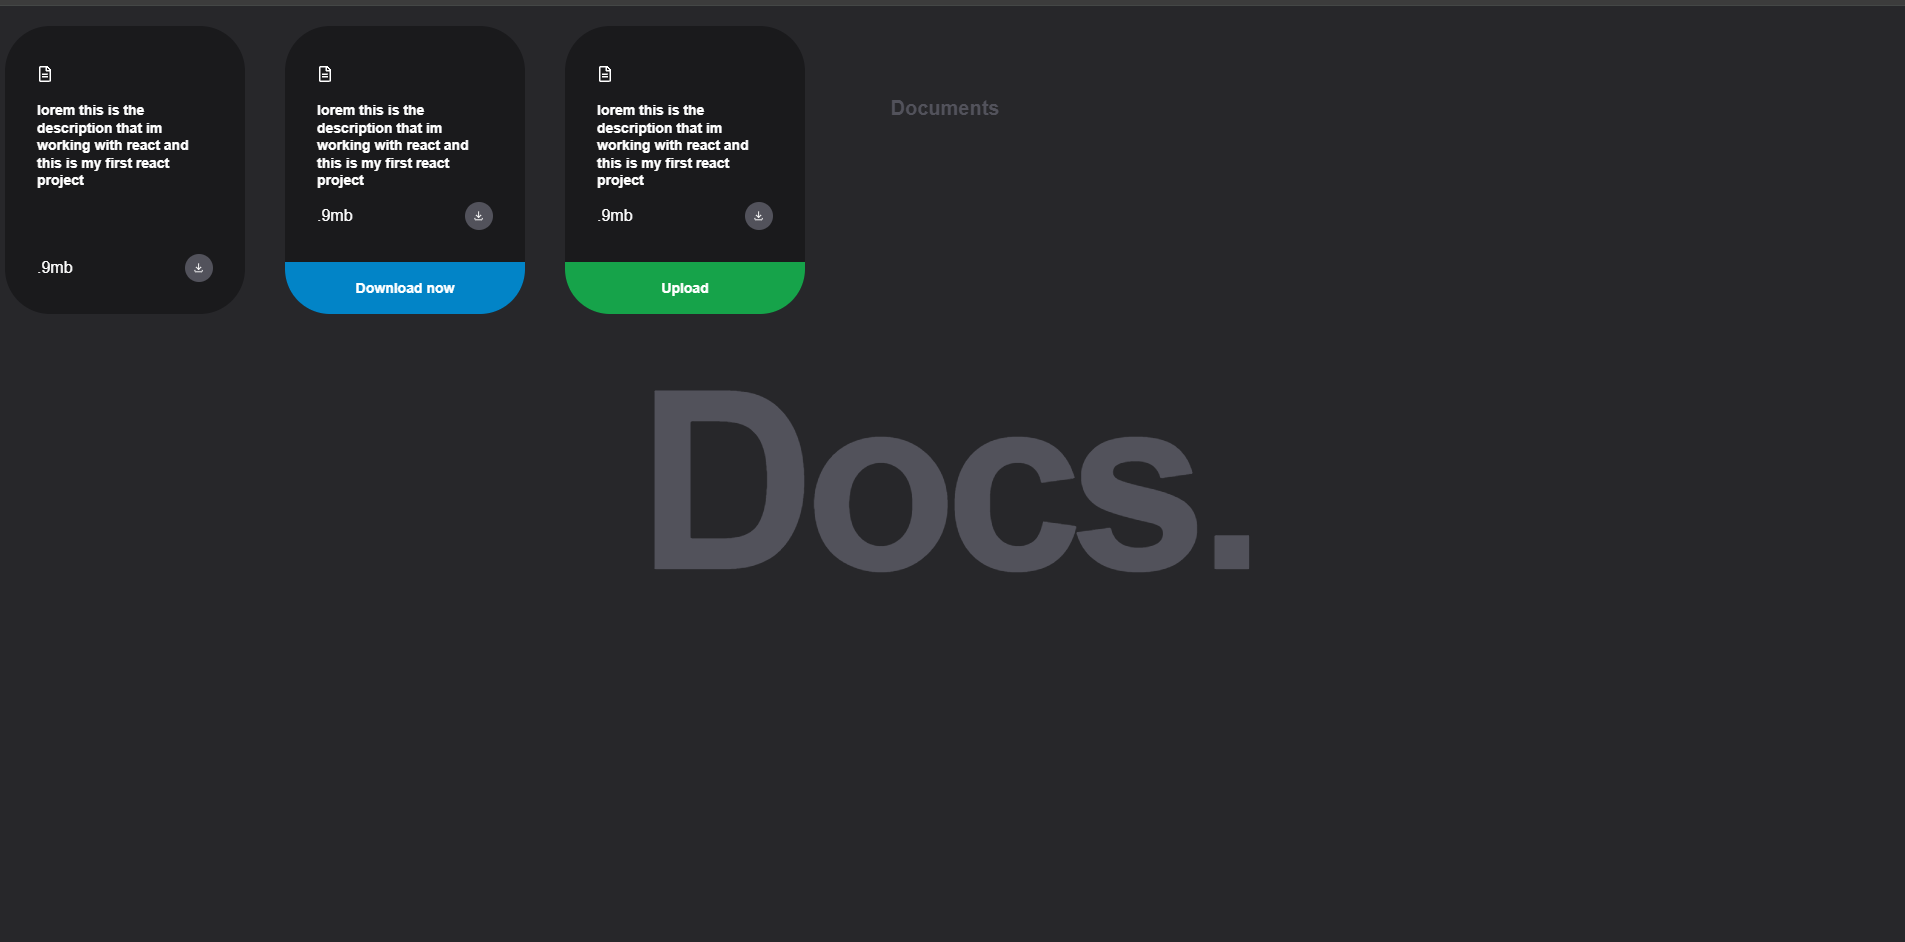 lorem this is the
description that im
working with react and
this is my first react
project
.9mb
lorem this is the
description that im
working with react and
this is my first react
project
.9mb
Download now
lorem this is the
description that im
working with react and
this is my first react
project
.9mb
Upload
Documents
Docs.